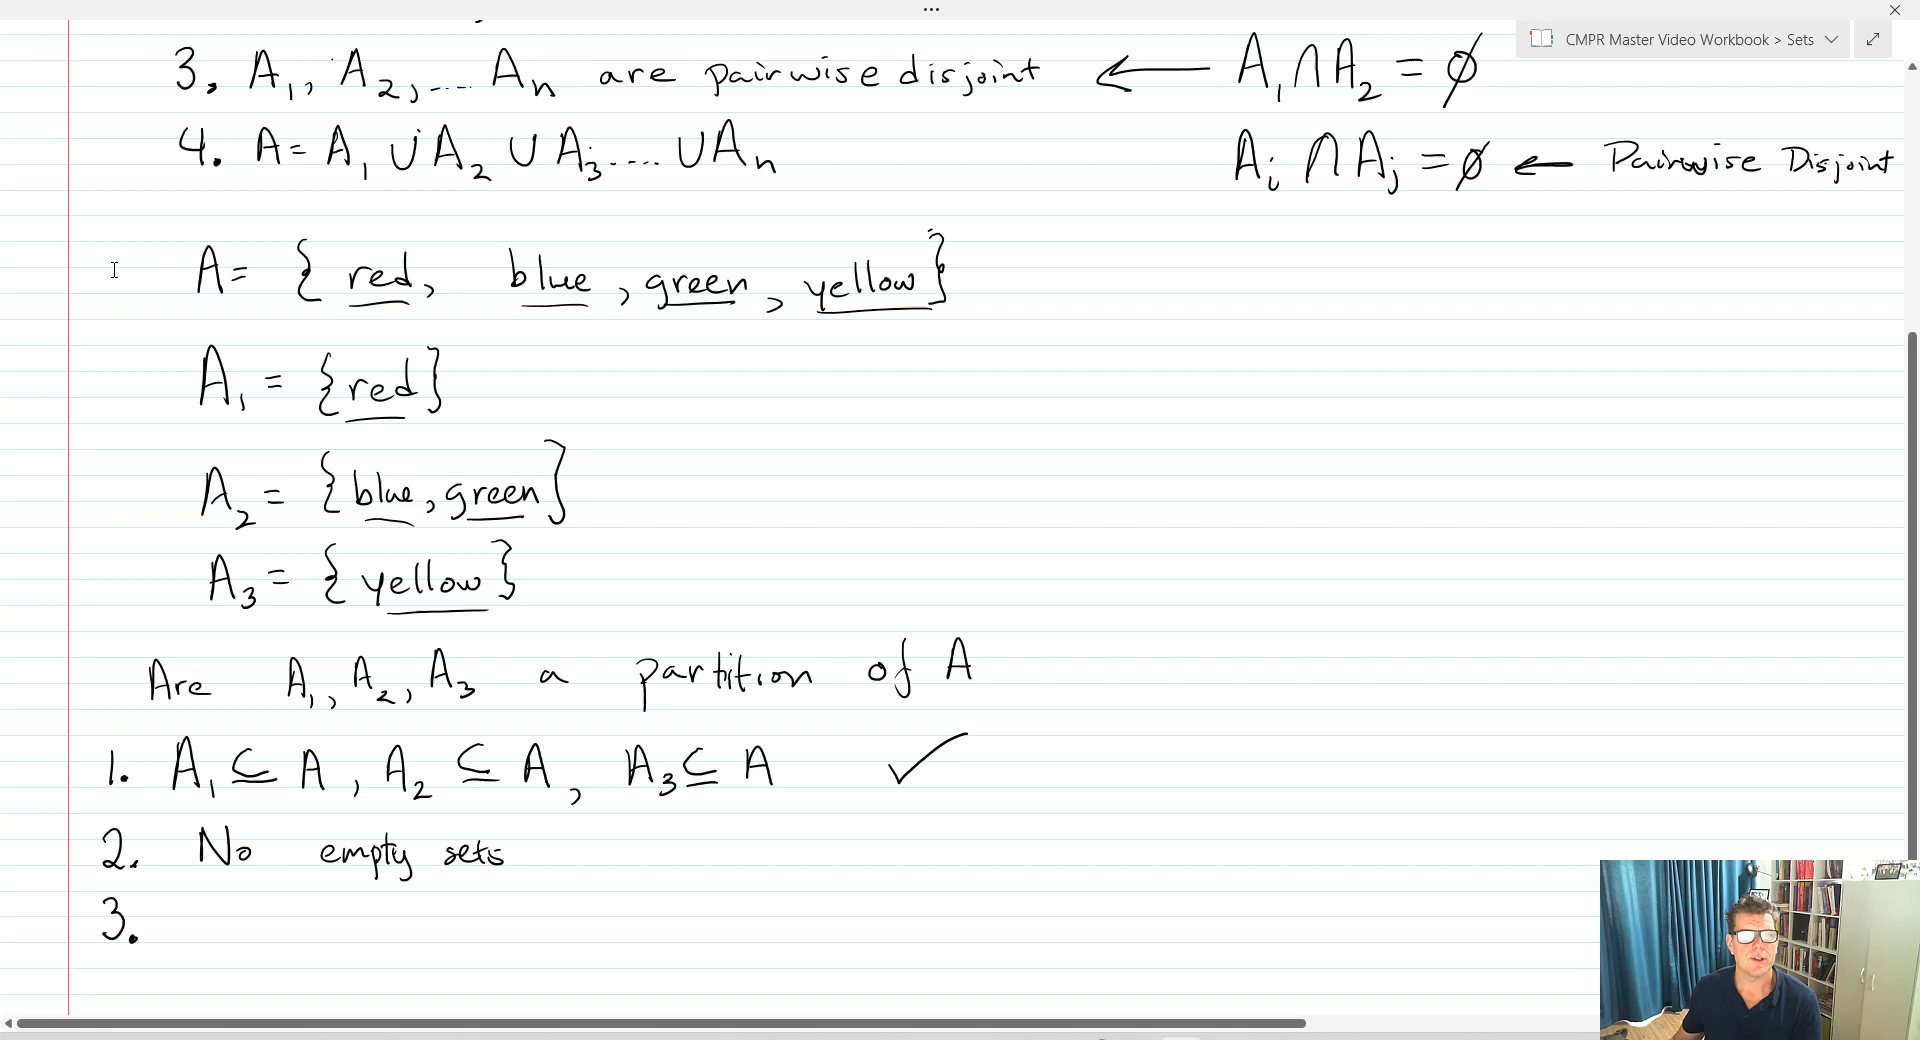 CMPR Master Video Workbook > Sets
3. A₁, A₂, .... Aₙ are pairwise disjoint ← A₁ ∩ A₂ = ∅
4. A = A₁ ∪ A₂ ∪ A₃ .... ∪ Aₙ
Aᵢ ∩ Aⱼ = ∅ ← Pairwise Disjoint
A = { red, blue, green, yellow }
A₁ = {red}
A₂ = {blue, green}
A₃ = { yellow }
Are A₁, A₂, A₃ a partition of A
1. A₁ ⊆ A, A₂ ⊆ A, A₃ ⊆ A ✓
2. No empty sets
3.